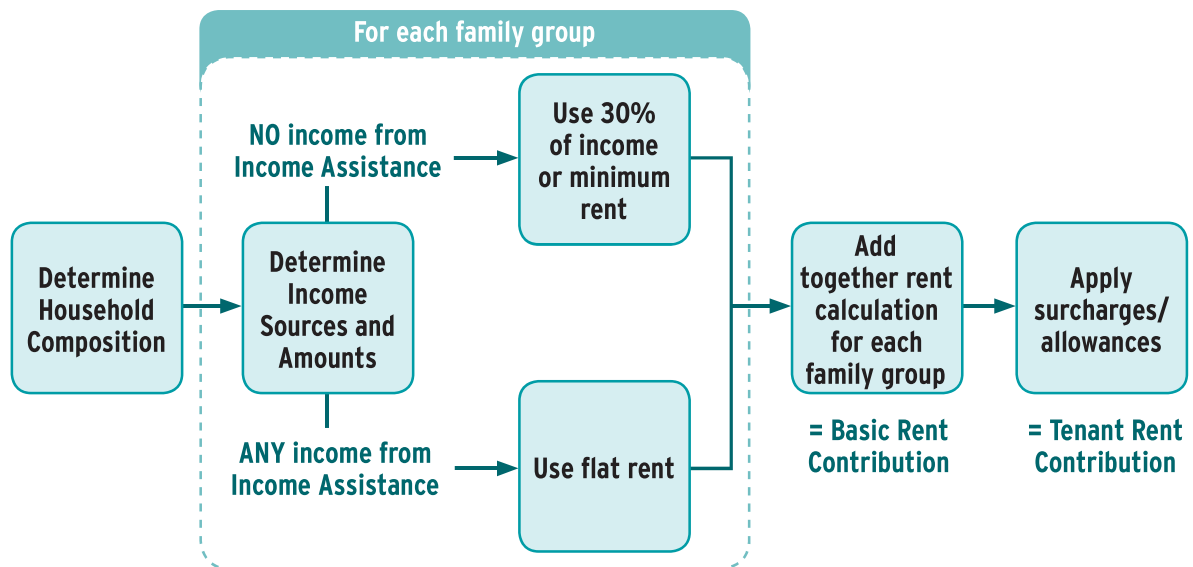 For each family group
Determine
Household
Composition
Determine
Income
Sources and
Amounts
NO income from
Income Assistance
Use 30%
of income
or minimum
rent
ANY income from
Income Assistance
Use flat rent
Add
together rent
calculation
for each
family group
= Basic Rent
Contribution
Apply
surcharges/
allowances
= Tenant Rent
Contribution